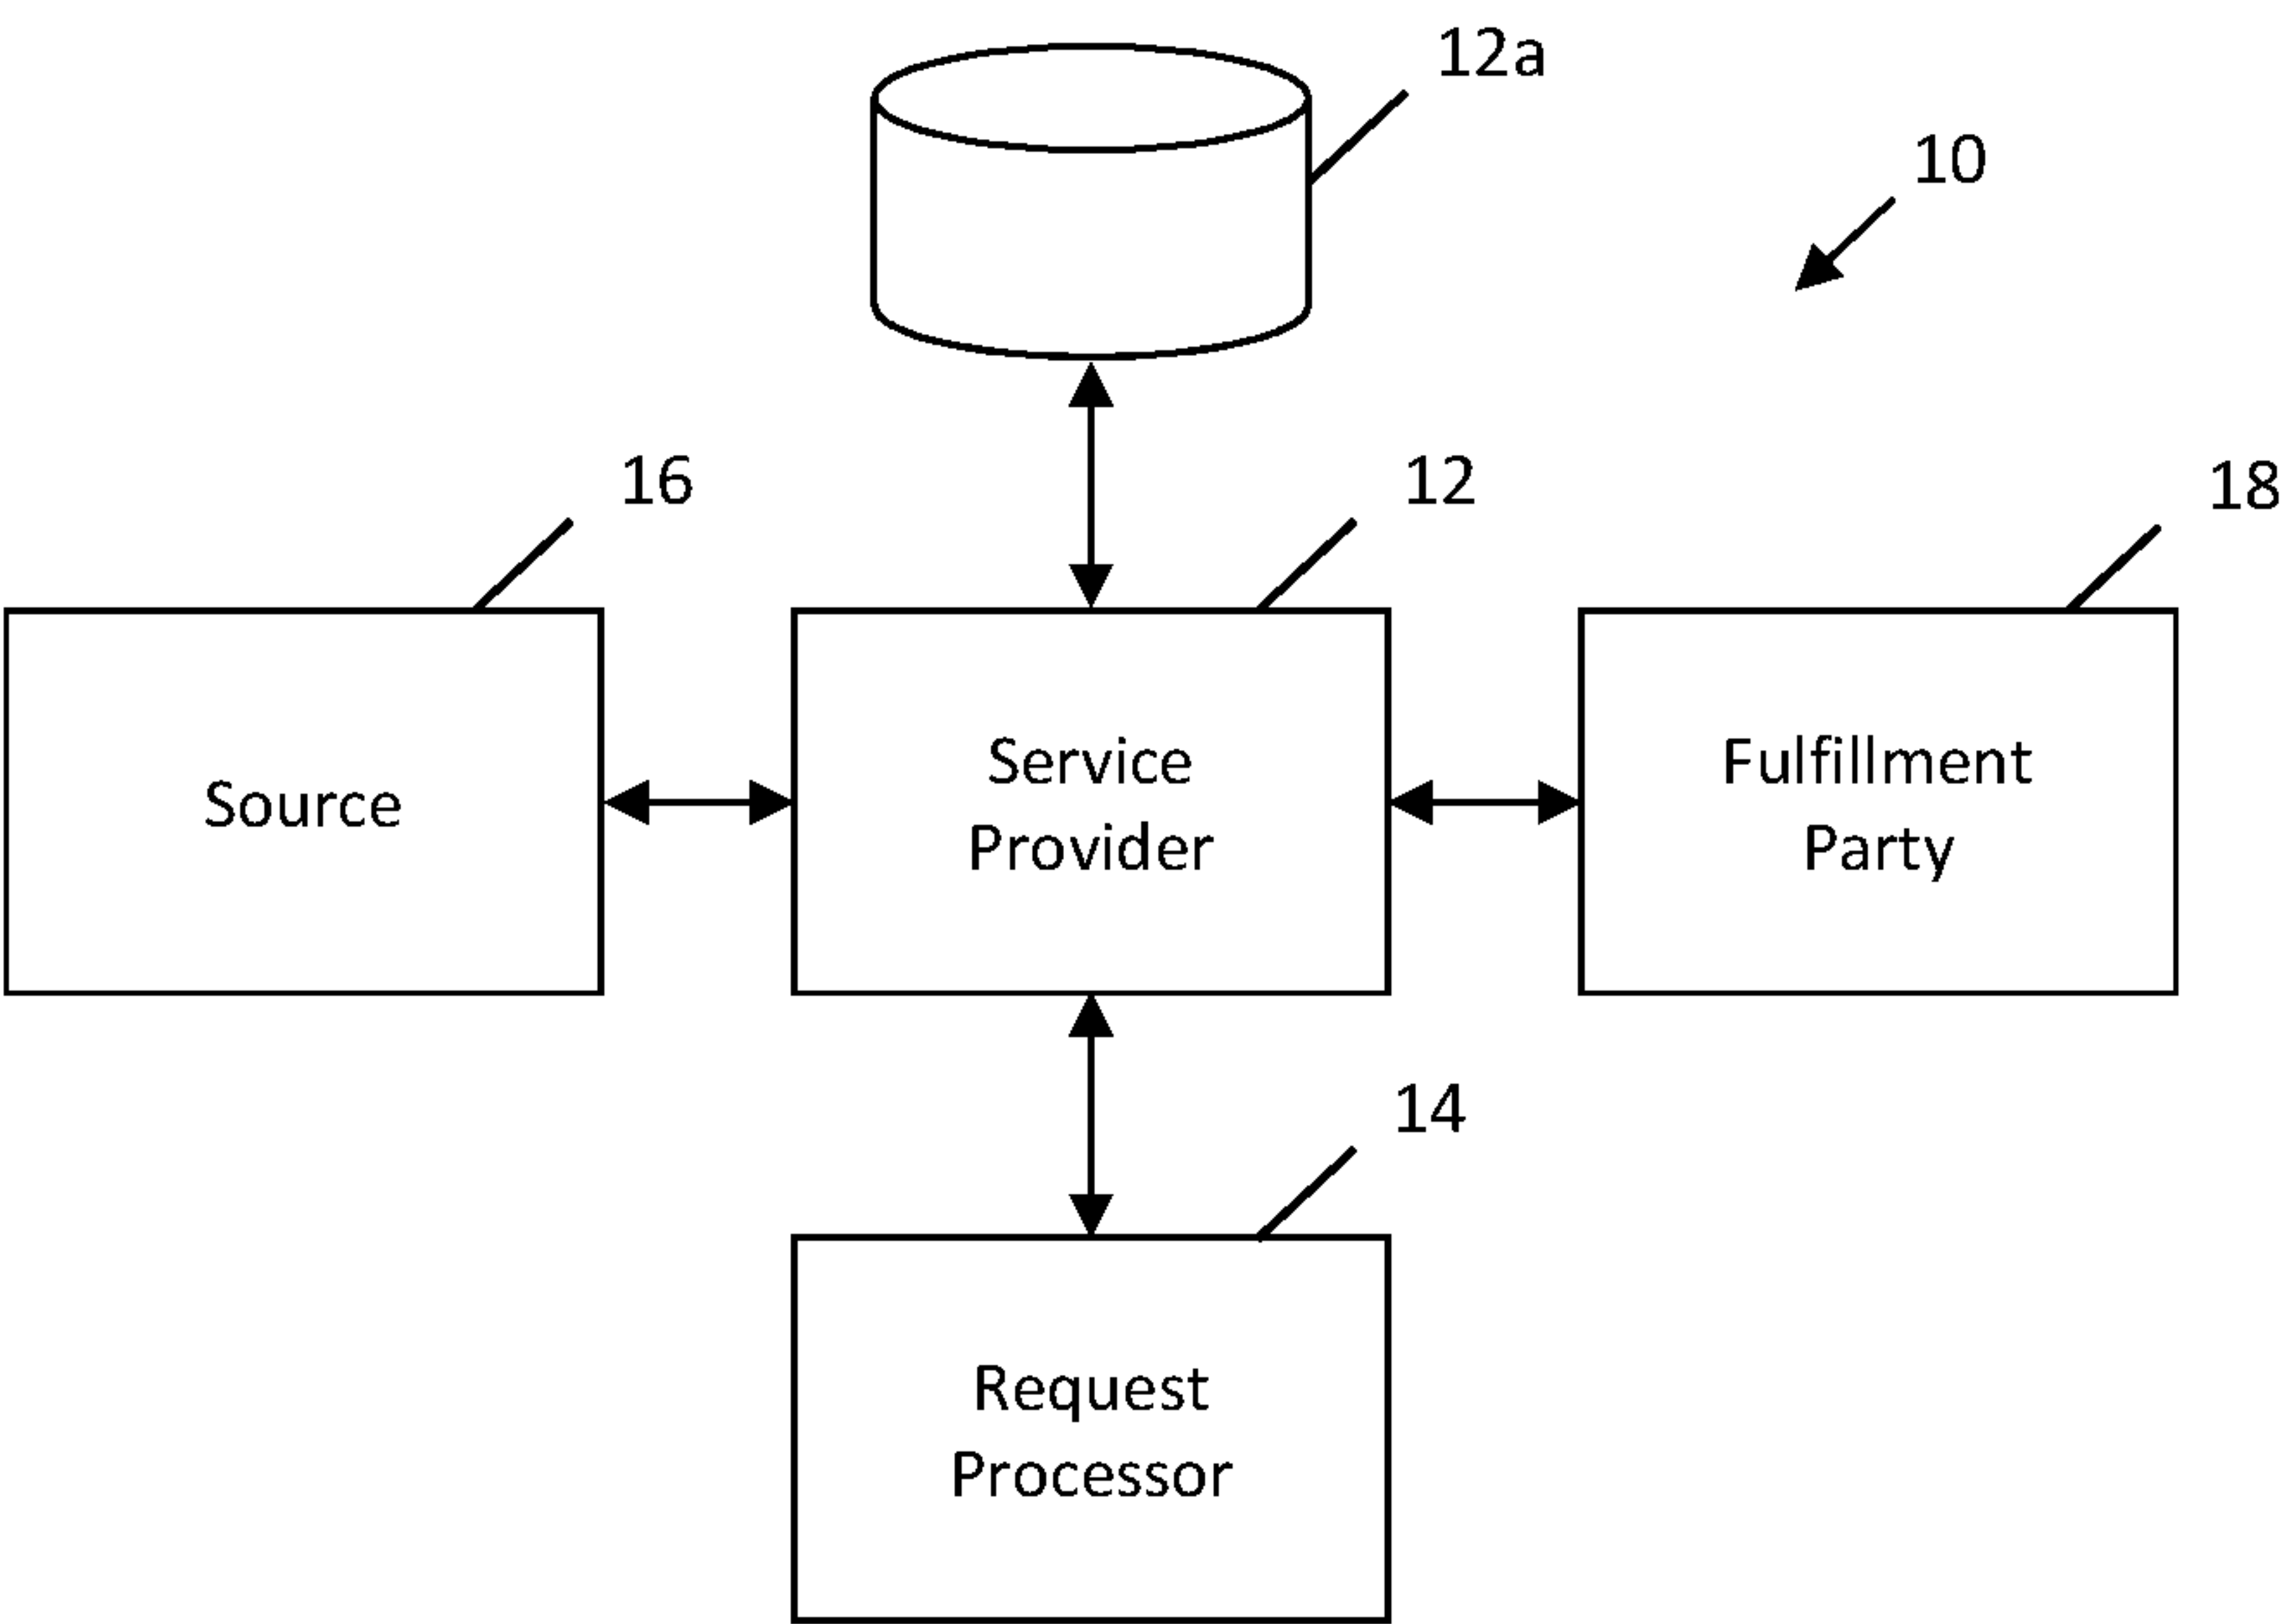 12a
10
16
12
18
Source
Service
Provider
Fulfillment
Party
14
Request
Processor